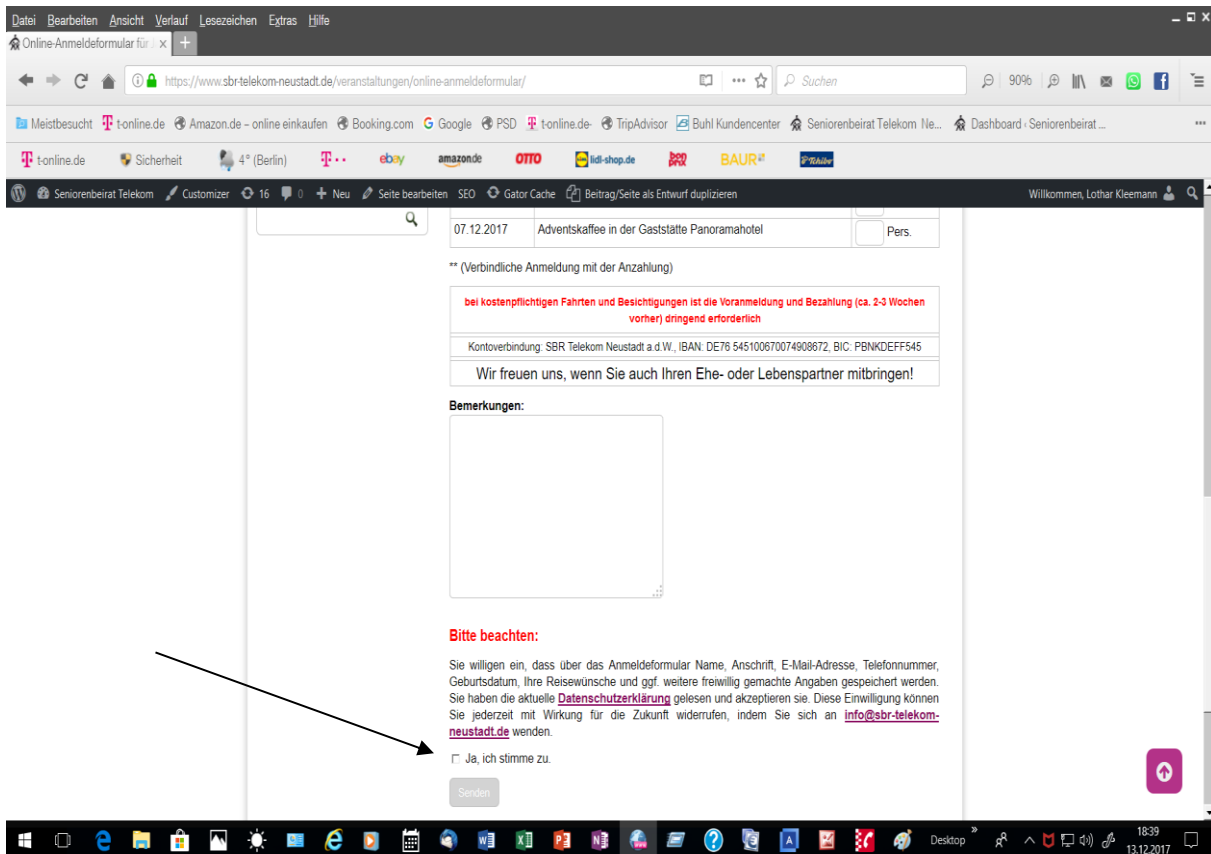 Datei Bearbeiten Ansicht Verlauf Lesezeichen Extras Hilfe
Online-Anmeldeformular für
https://www.sbr-telekom-neustadt.de/veranstaltungen/online-anmeldeformular/
Suchen
90%
Meistbesucht t-online.de Amazon.de – online einkaufen Booking.com Google PSD t-online.de- TripAdvisor Buhl Kundencenter Seniorenbeirat Telekom Ne... Dashboard ‹ Seniorenbeirat ...
t-online.de Sicherheit 4° (Berlin) T ebay amazon.de OTTO lidl-shop.de bon prix BAUR Tchibo
Seniorenbeirat Telekom Customizer 16 0 + Neu Seite bearbeiten SEO Gator Cache Beitrag/Seite als Entwurf duplizieren Willkommen, Lothar Kleemann
07.12.2017 Adventskaffee in der Gaststätte Panoramahotel Pers.
** (Verbindliche Anmeldung mit der Anzahlung)
bei kostenpflichtigen Fahrten und Besichtigungen ist die Voranmeldung und Bezahlung (ca. 2-3 Wochen
vorher) dringend erforderlich
Kontoverbindung: SBR Telekom Neustadt a.d.W., IBAN: DE76 545100670074908672, BIC: PBNKDEFF545
Wir freuen uns, wenn Sie auch Ihren Ehe- oder Lebenspartner mitbringen!
Bemerkungen:
Bitte beachten:
Sie willigen ein, dass über das Anmeldeformular Name, Anschrift, E-Mail-Adresse, Telefonnummer,
Geburtsdatum, Ihre Reisewünsche und ggf. weitere freiwillig gemachte Angaben gespeichert werden.
Sie haben die aktuelle Datenschutzerklärung gelesen und akzeptieren sie. Diese Einwilligung können
Sie jederzeit mit Wirkung für die Zukunft widerrufen, indem Sie sich an info@sbr-telekom-
neustadt.de wenden.
Ja, ich stimme zu.
Senden
Desktop
18:39
13.12.2017